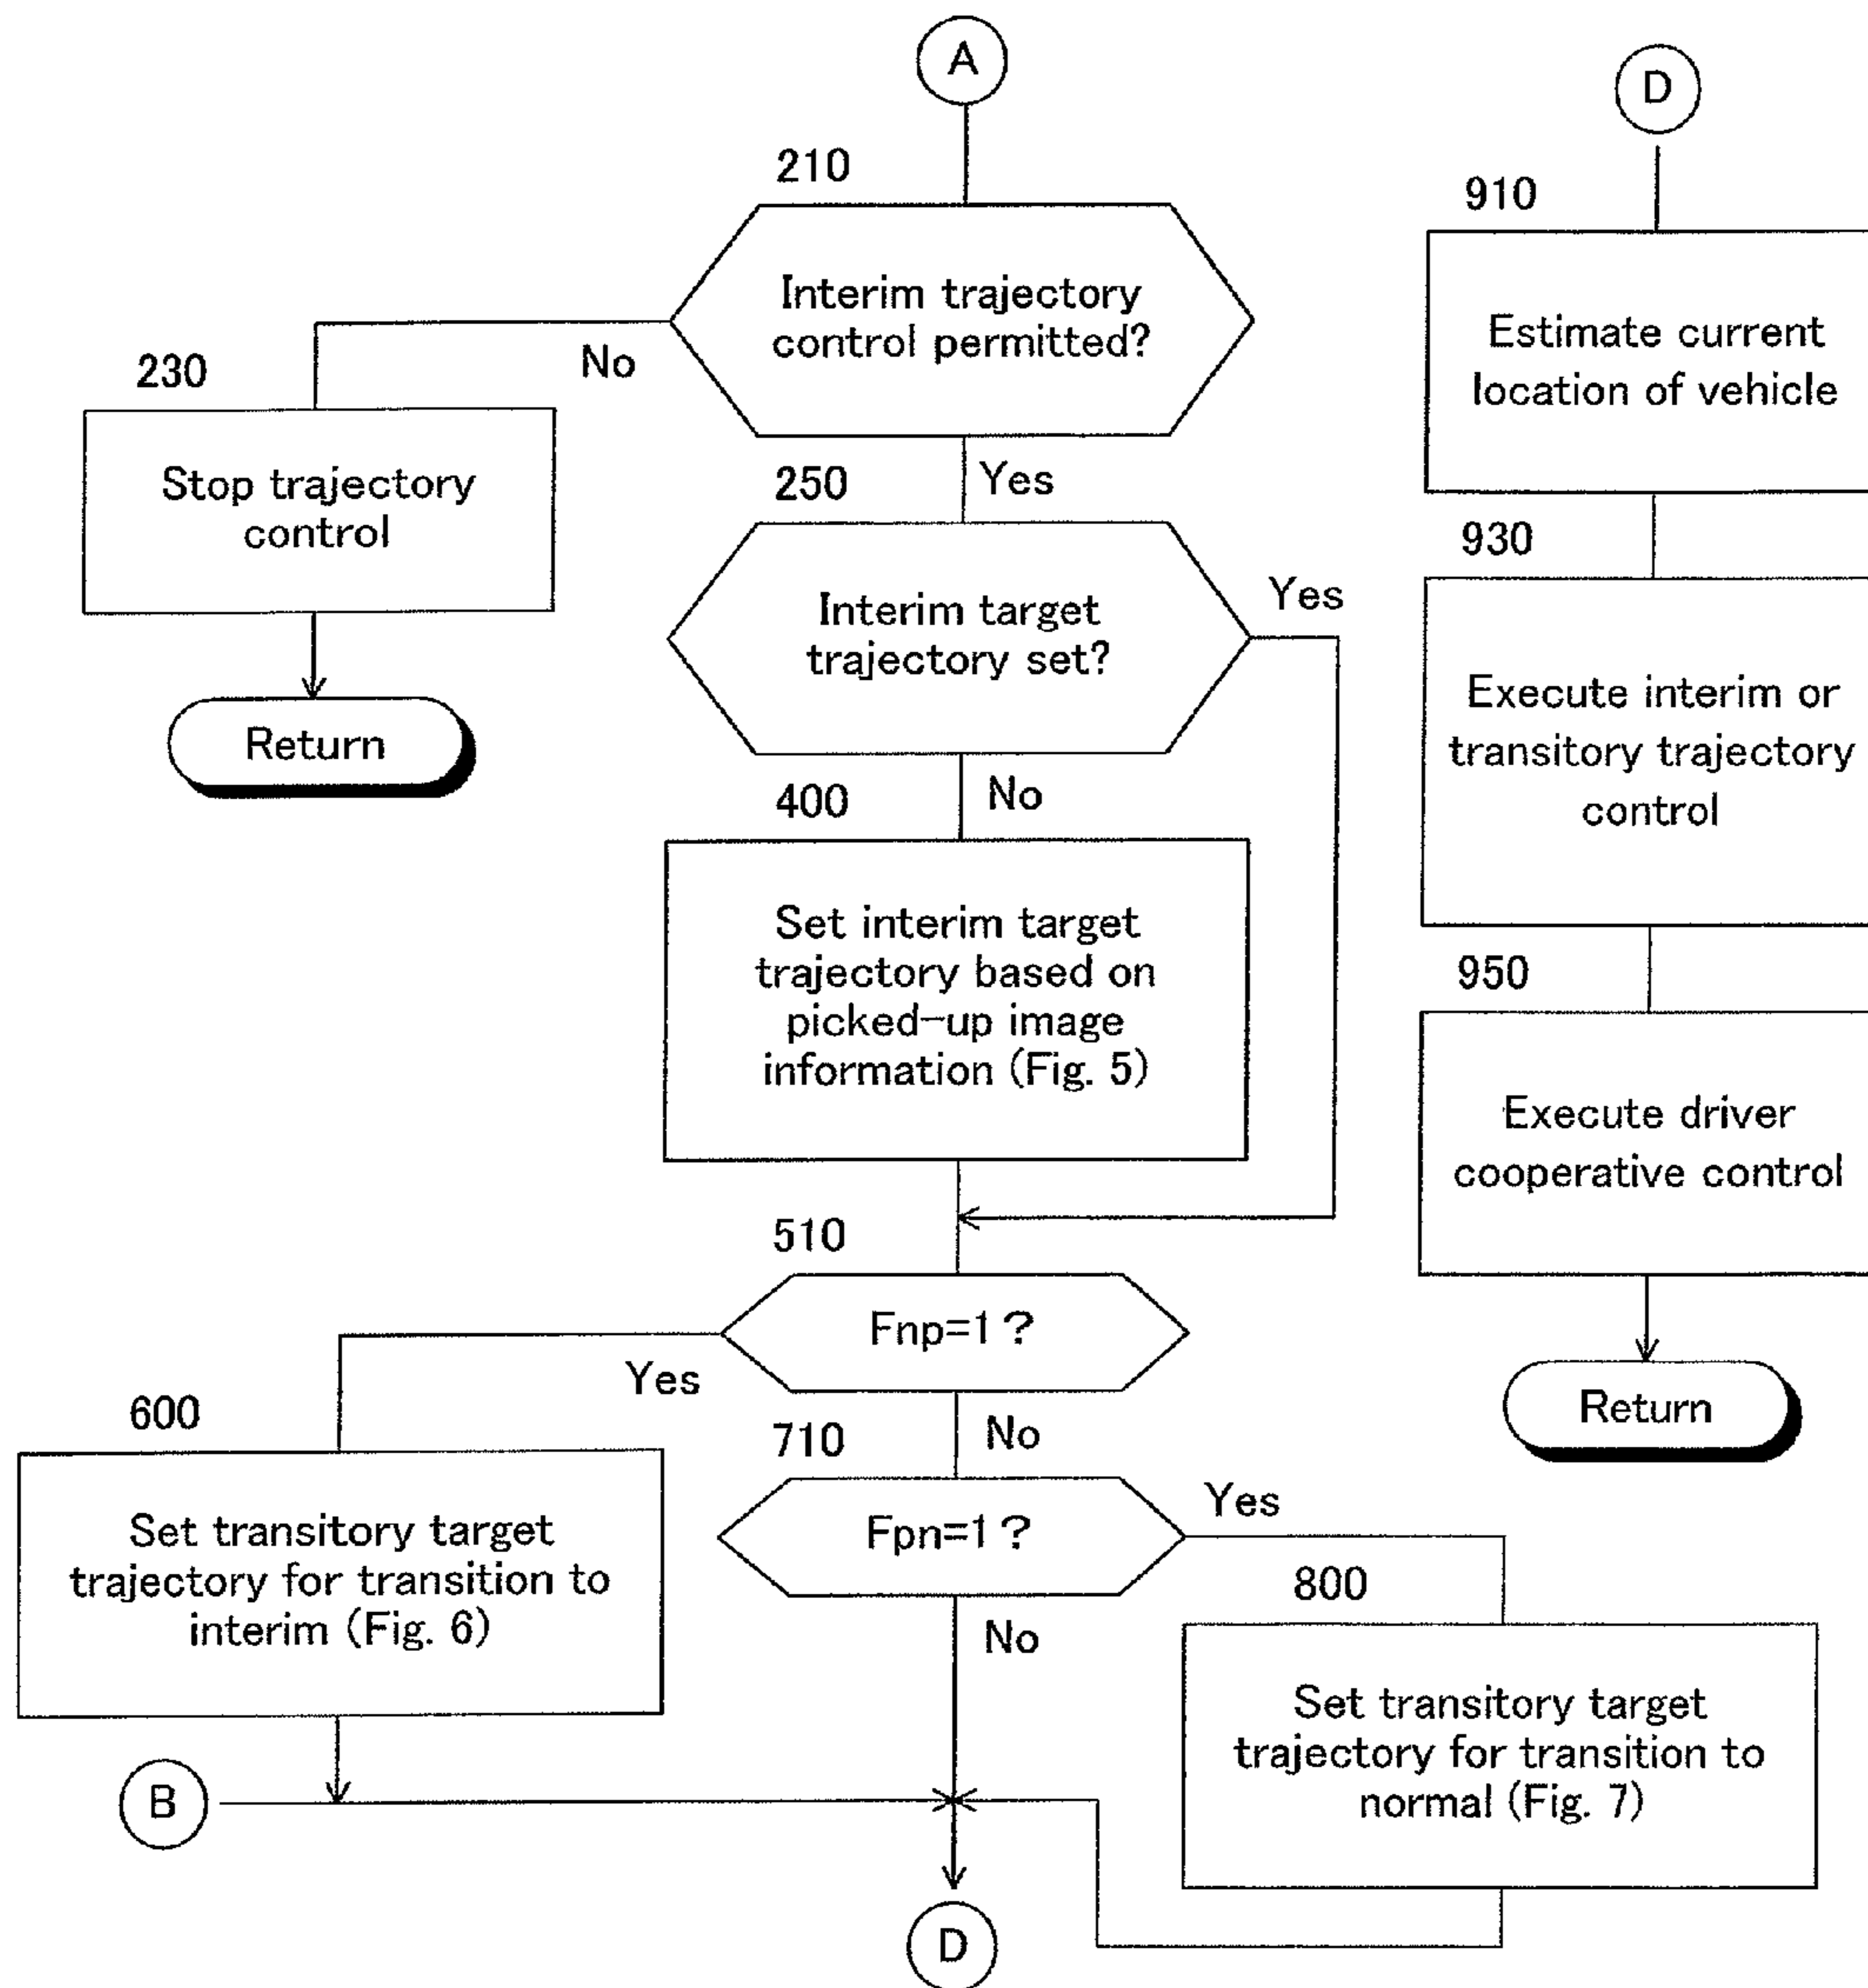 A
210
Interim trajectory
control permitted?
No
Yes
230
Stop trajectory
control
Return
250
Interim target
trajectory set?
Yes
No
400
Set interim target
trajectory based on
picked-up image
information (Fig. 5)
510
Fnp=1?
Yes
No
600
Set transitory target
trajectory for transition to
interim (Fig. 6)
710
Fpn=1?
Yes
No
800
Set transitory target
trajectory for transition to
normal (Fig. 7)
B
D
D
910
Estimate current
location of vehicle
930
Execute interim or
transitory trajectory
control
950
Execute driver
cooperative control
Return